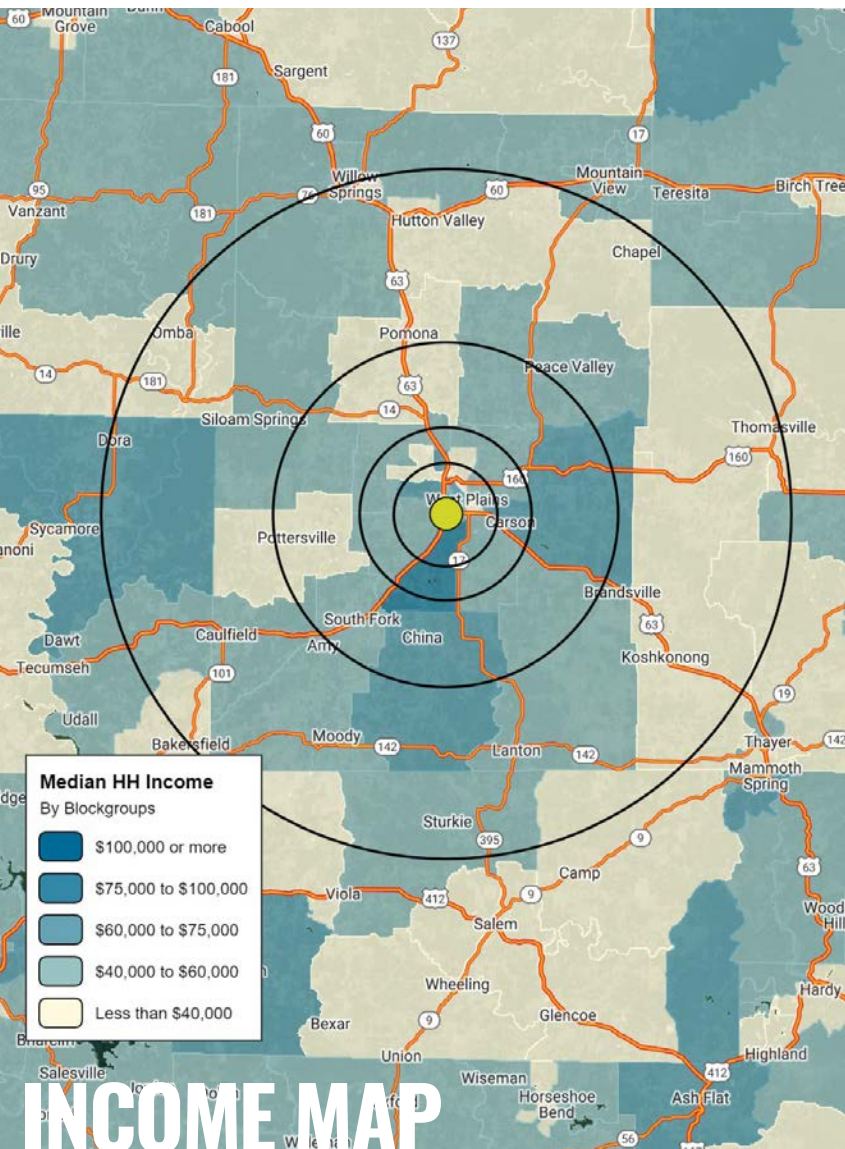 60
Mountain
Grove
Cabool
137
181
Sargent
60
17
Willow
Springs
76
60
Mountain
View
Teresita
Birch Tree
95
Vanzant
181
Hutton Valley
Drury
Chapel
63
Omba
Pomona
14
181
63
14
Peace Valley
Siloam Springs
Dora
Thomasville
160
160
West Plains
Carson
Sycamore
Pottersville
17
Brandsville
South Fork
63
Dawt
Caulfield
China
Amy
Tecumseh
Koshkonong
101
19
Udall
Moody
Bakersfield
142
Lanton
142
Thayer
142
Mammoth
Spring
Median HH Income
By Blockgroups
$100,000 or more
$75,000 to $100,000
$60,000 to $75,000
$40,000 to $60,000
Less than $40,000
Sturkie
395
9
63
Camp
Viola
412
9
Salem
Wheeling
Hardy
Bexar
9
Glencoe
Union
Highland
Salesville
Wiseman
412
Horseshoe
Bend
Ash Flat
56
INCOME MAP